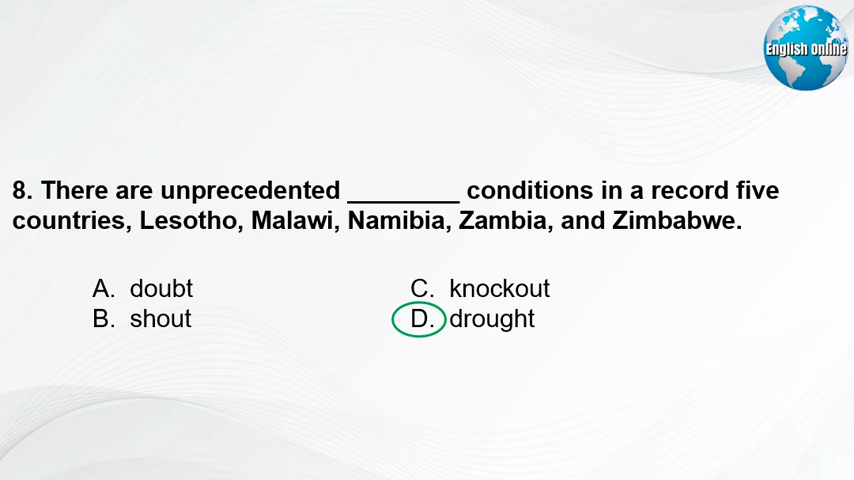 English Online
8. There are unprecedented ________ conditions in a record five
countries, Lesotho, Malawi, Namibia, Zambia, and Zimbabwe.
A. doubt
B. shout
C. knockout
D. drought